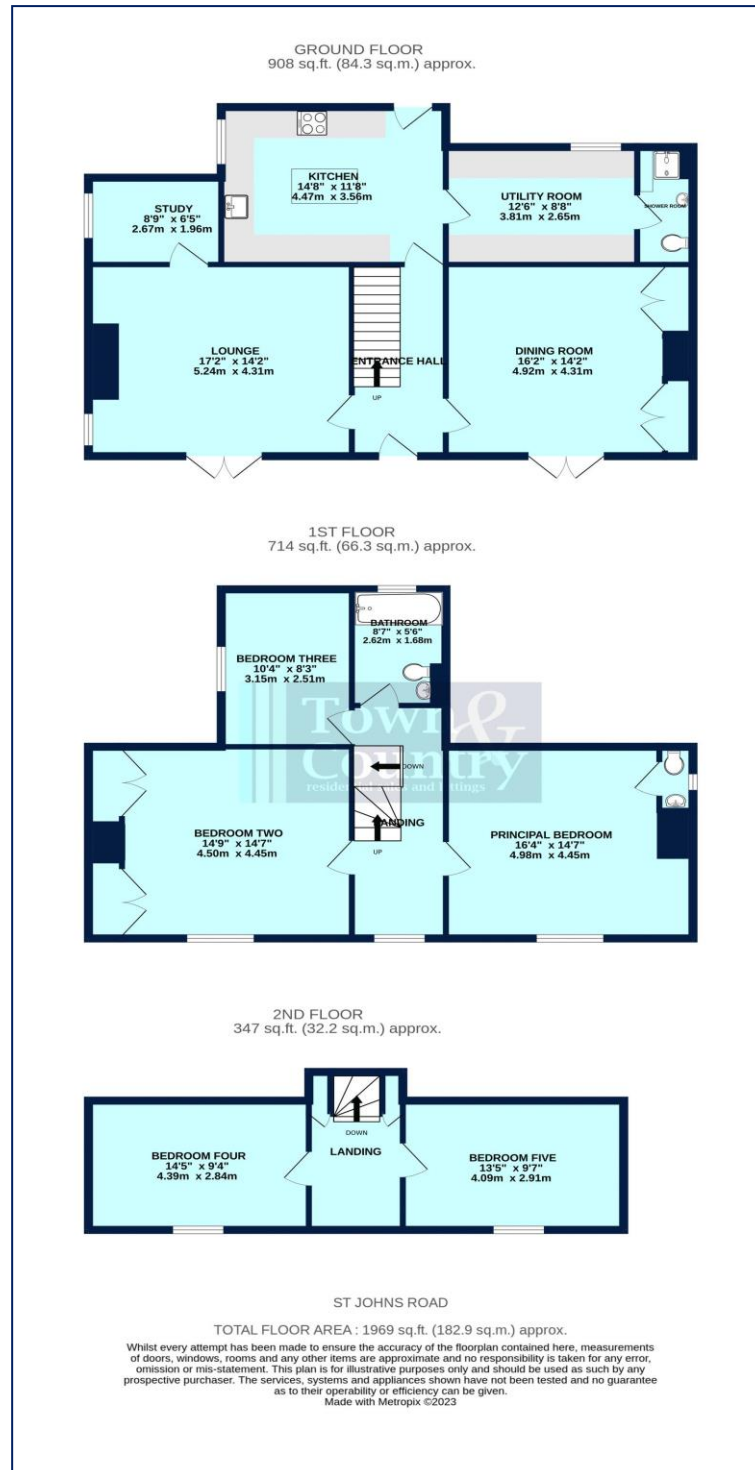 GROUND FLOOR
908 sq.ft. (84.3 sq.m.) approx.
KITCHEN
14'8" x 11'8"
4.47m x 3.56m
STUDY
8'9" x 6'5"
2.67m x 1.96m
UTILITY ROOM
12'6" x 8'8"
3.81m x 2.65m
SHOWER ROOM
LOUNGE
17'2" x 14'2"
5.24m x 4.31m
ENTRANCE HALL
UP
DINING ROOM
16'2" x 14'2"
4.92m x 4.31m
1ST FLOOR
714 sq.ft. (66.3 sq.m.) approx.
BATHROOM
8'7" x 5'6"
2.62m x 1.68m
BEDROOM THREE
10'4" x 8'3"
3.15m x 2.51m
Town &
Country
residential sales and lettings
DOWN
LANDING
UP
BEDROOM TWO
14'9" x 14'7"
4.50m x 4.45m
PRINCIPAL BEDROOM
16'4" x 14'7"
4.98m x 4.45m
2ND FLOOR
347 sq.ft. (32.2 sq.m.) approx.
DOWN
LANDING
BEDROOM FOUR
14'5" x 9'4"
4.39m x 2.84m
BEDROOM FIVE
13'5" x 9'7"
4.09m x 2.91m
ST JOHNS ROAD
TOTAL FLOOR AREA : 1969 sq.ft. (182.9 sq.m.) approx.
Whilst every attempt has been made to ensure the accuracy of the floorplan contained here, measurements
of doors, windows, rooms and any other items are approximate and no responsibility is taken for any error,
omission or mis-statement. This plan is for illustrative purposes only and should be used as such by any
prospective purchaser. The services, systems and appliances shown have not been tested and no guarantee
as to their operability or efficiency can be given.
Made with Metropix ©2023